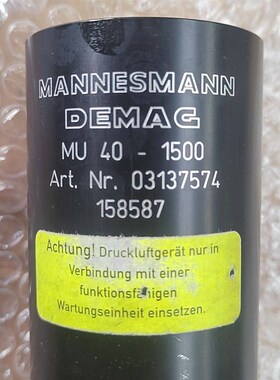 MANNESMANN
DEMAG
MU 40 - 1500
Art. Nr. 03137574
158587
Achtung! Druckluftgerät nur in
Verbindung mit einer
funktionsfähigen
Wartungseinheit einsetzen.